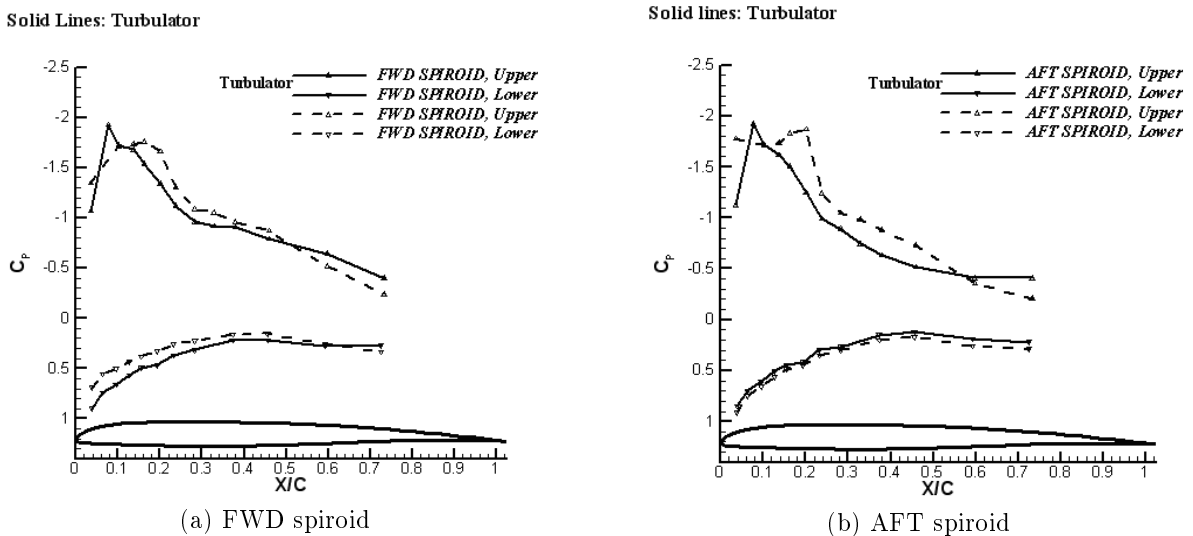 Solid Lines: Turbulator
Turbulator
FWD SPIROID, Upper
FWD SPIROID, Lower
FWD SPIROID, Upper
FWD SPIROID, Lower
-2.5
-2
-1.5
-1
-0.5
0
0.5
1
CP
0 0.1 0.2 0.3 0.4 0.5 0.6 0.7 0.8 0.9 1
X/C
(a) FWD spiroid
Solid lines: Turbulator
Turbulator
AFT SPIROID, Upper
AFT SPIROID, Lower
AFT SPIROID, Upper
AFT SPIROID, Lower
-2.5
-2
-1.5
-1
-0.5
0
0.5
1
CP
0 0.1 0.2 0.3 0.4 0.5 0.6 0.7 0.8 0.9 1
X/C
(b) AFT spiroid